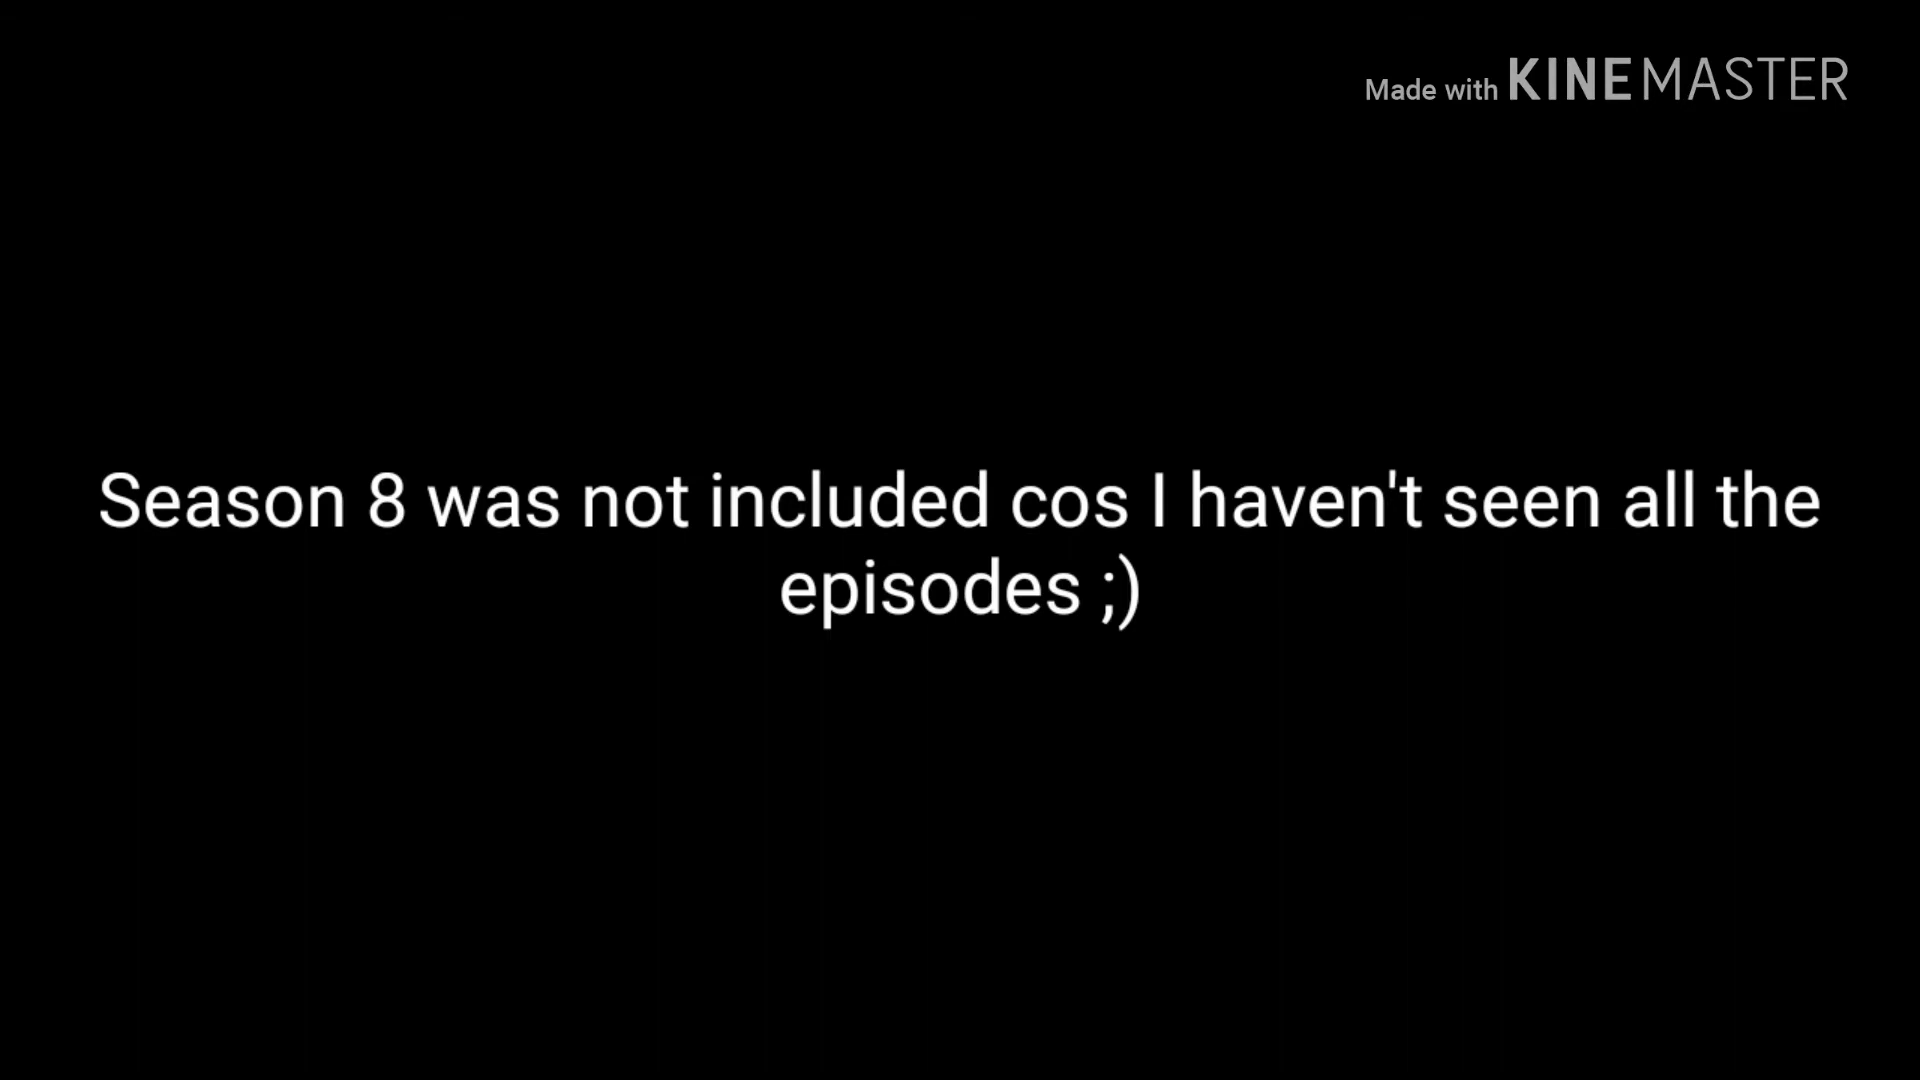 Made with KINEMASTER
Season 8 was not included cos I haven't seen all the
episodes ;)